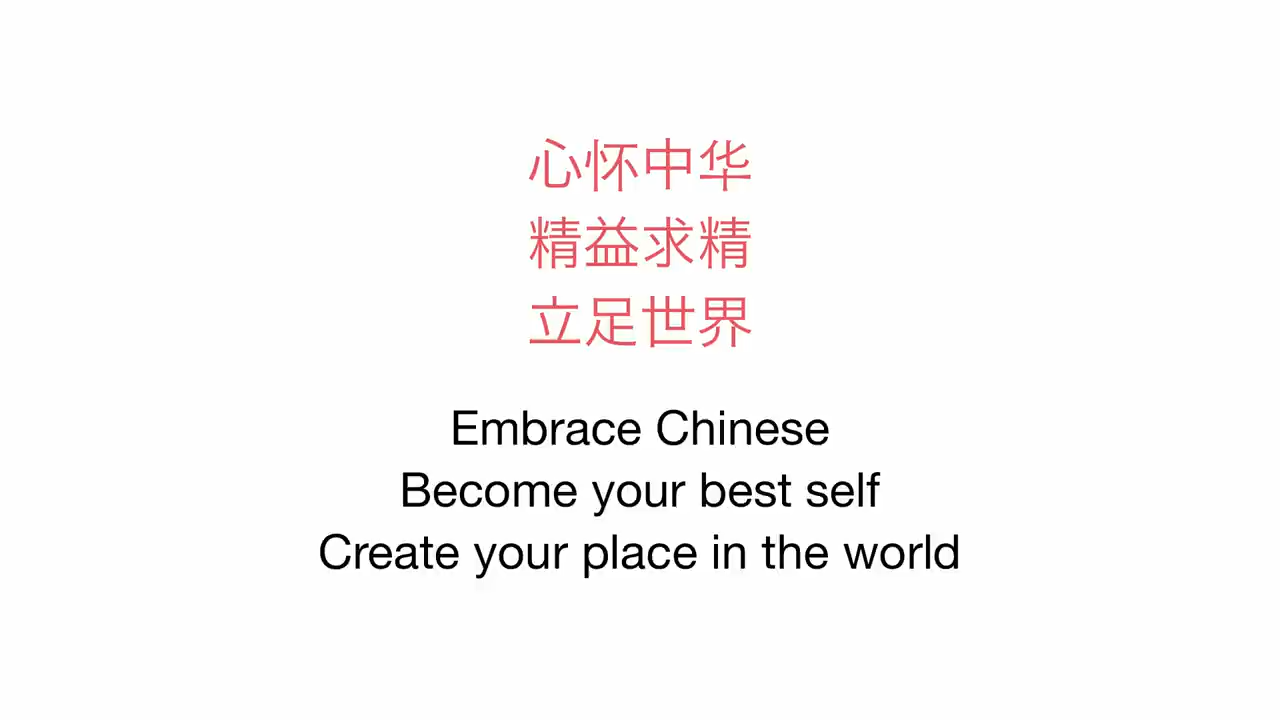 心怀中华
精益求精
立足世界
Embrace Chinese
Become your best self
Create your place in the world